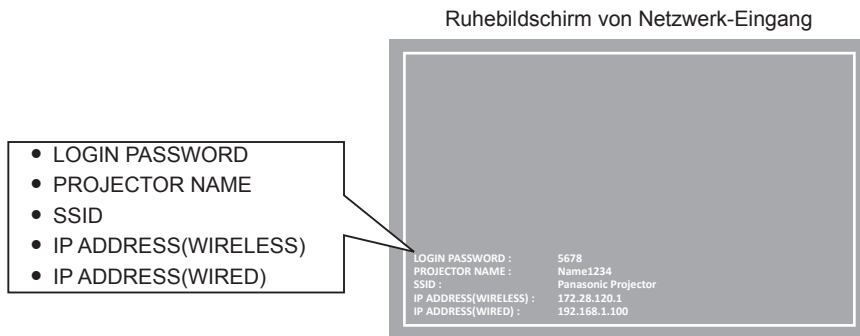 Ruhebildschirm von Netzwerk-Eingang
• LOGIN PASSWORD
• PROJECTOR NAME
• SSID
• IP ADDRESS(WIRELESS)
• IP ADDRESS(WIRED)
LOGIN PASSWORD : 5678
PROJECTOR NAME : Name1234
SSID : Panasonic Projector
IP ADDRESS(WIRELESS) : 172.28.120.1
IP ADDRESS(WIRED) : 192.168.1.100